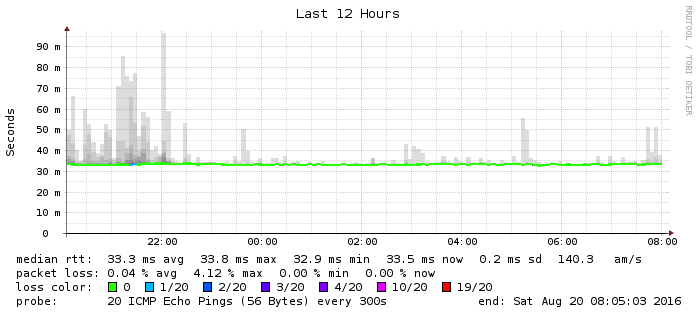 Last 12 Hours
RRDTOOL / TOBI OETIKER
Seconds
90 m
80 m
70 m
60 m
50 m
40 m
30 m
20 m
10 m
0
22:00 00:00 02:00 04:00 06:00 08:00
median rtt: 33.3 ms avg 33.8 ms max 32.9 ms min 33.5 ms now 0.2 ms sd 140.3 am/s
packet loss: 0.04 % avg 4.12 % max 0.00 % min 0.00 % now
loss color: 0 1/20 2/20 3/20 4/20 10/20 19/20
probe: 20 ICMP Echo Pings (56 Bytes) every 300s end: Sat Aug 20 08:05:03 2016